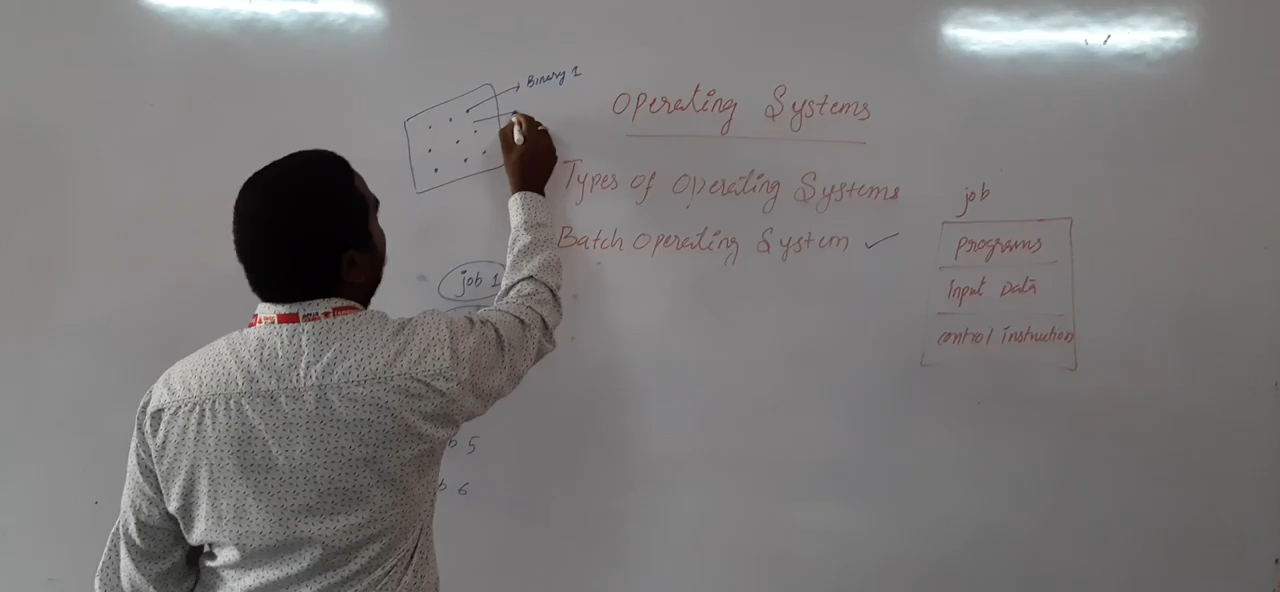 Binary 1
Operating Systems
Types of Operating Systems
Batch Operating System ✓
job
programs
Input Data
control instruction
job 1
b 5
b 6